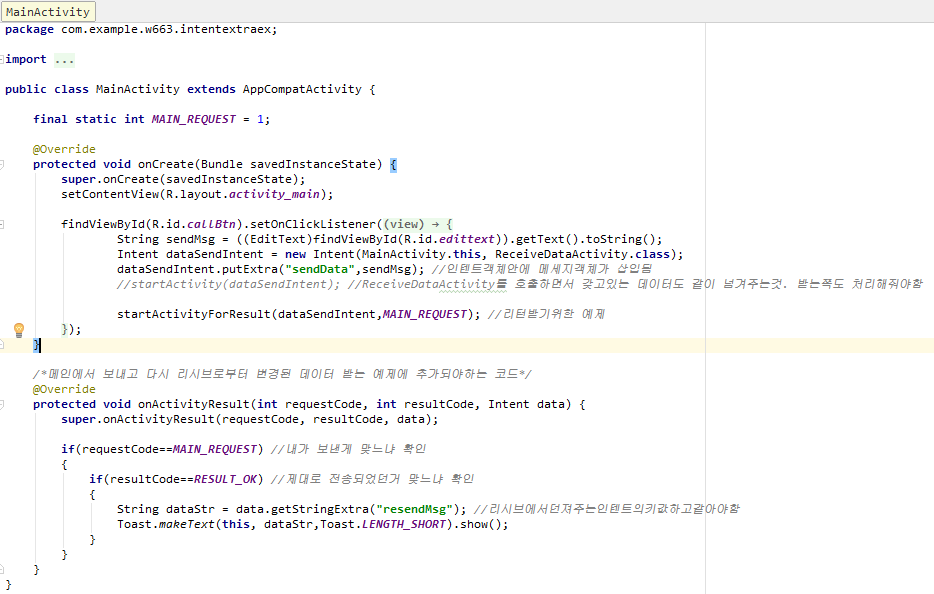 MainActivity
package com.example.w663.intentextraex;
import ...
public class MainActivity extends AppCompatActivity {
final static int MAIN_REQUEST = 1;
@Override
protected void onCreate(Bundle savedInstanceState) {
super.onCreate(savedInstanceState);
setContentView(R.layout.activity_main);
findViewById(R.id.callBtn).setOnClickListener((view) → {
String sendMsg = ((EditText)findViewById(R.id.edittext)).getText().toString();
Intent dataSendIntent = new Intent(MainActivity.this, ReceiveDataActivity.class);
dataSendIntent.putExtra("sendData",sendMsg); //인텐트객체안에 메세지객체가 삽입됨
//startActivity(dataSendIntent); //ReceiveDataActivity를 호출하면서 갖고있는 데이터도 같이 넘겨주는것. 받는쪽도 처리해줘야함
startActivityForResult(dataSendIntent,MAIN_REQUEST); //리턴받기위한 예제
});
}
/*메인에서 보내고 다시 리시브로부터 변경된 데이터 받는 예제에 추가되야하는 코드*/
@Override
protected void onActivityResult(int requestCode, int resultCode, Intent data) {
super.onActivityResult(requestCode, resultCode, data);
if(requestCode==MAIN_REQUEST) //내가 보낸게 맞느냐 확인
{
if(resultCode==RESULT_OK) //제대로 전송되었던거 맞느냐 확인
{
String dataStr = data.getStringExtra("resendMsg"); //리시브에서던져주는인텐트의키값하고같아야함
Toast.makeText(this, dataStr,Toast.LENGTH_SHORT).show();
}
}
}
}